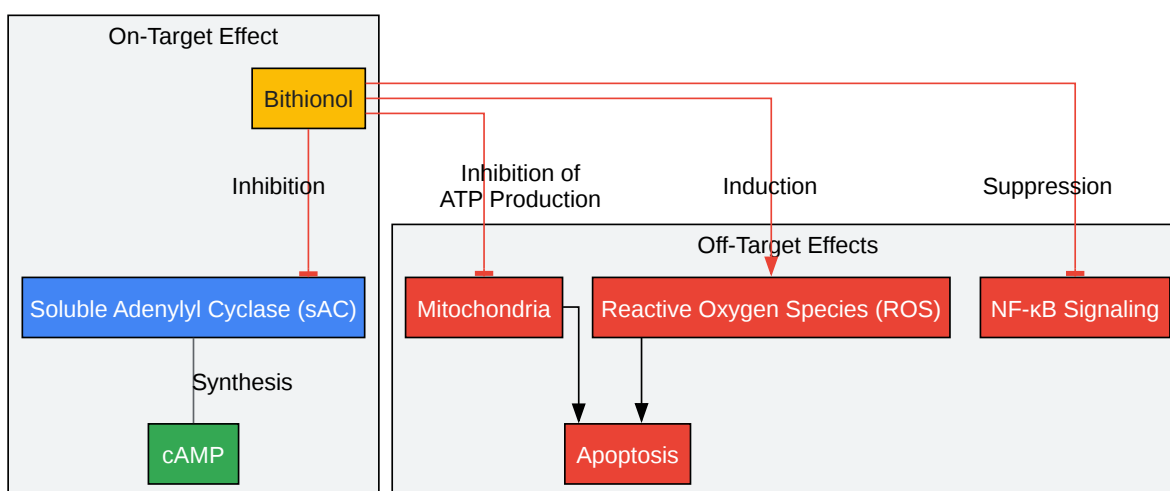 On-Target Effect
Bithionol
Inhibition
Inhibition of
ATP Production
Induction
Suppression
Off-Target Effects
Soluble Adenylyl Cyclase (sAC)
Mitochondria
Reactive Oxygen Species (ROS)
NF-κB Signaling
Synthesis
cAMP
Apoptosis